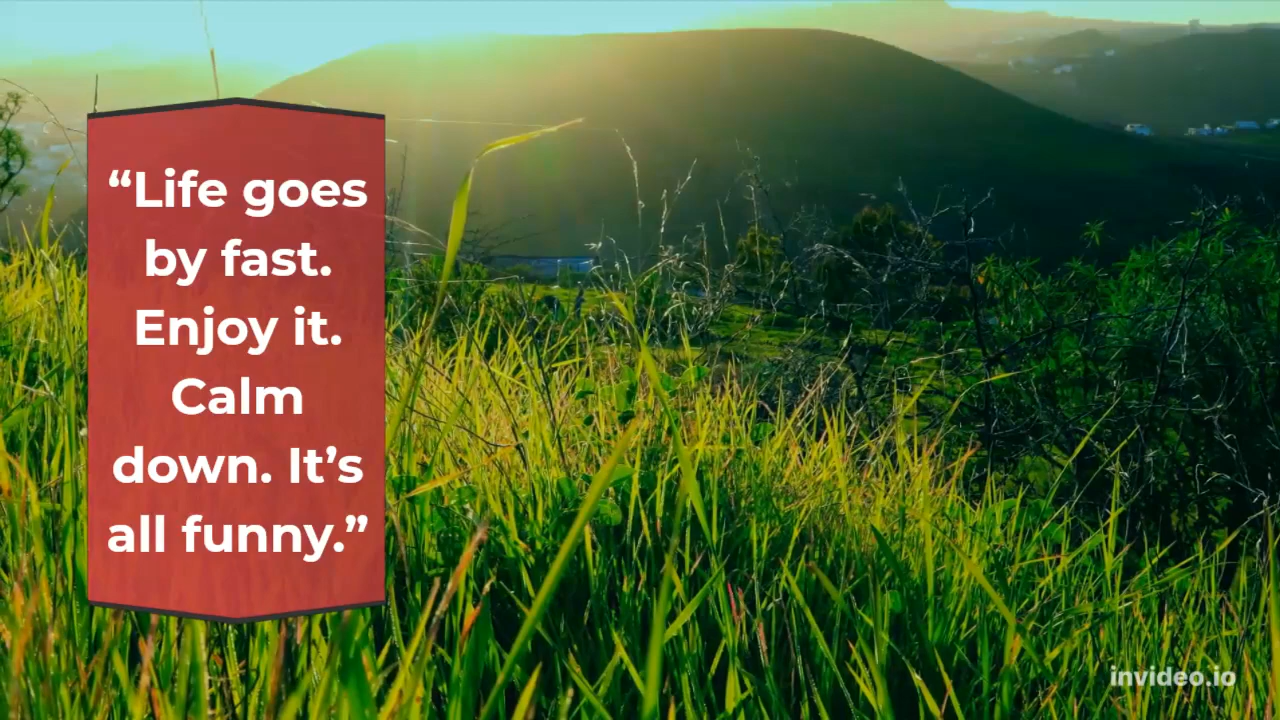 “Life goes
by fast.
Enjoy it.
Calm
down. It’s
all funny.”
invideo.io